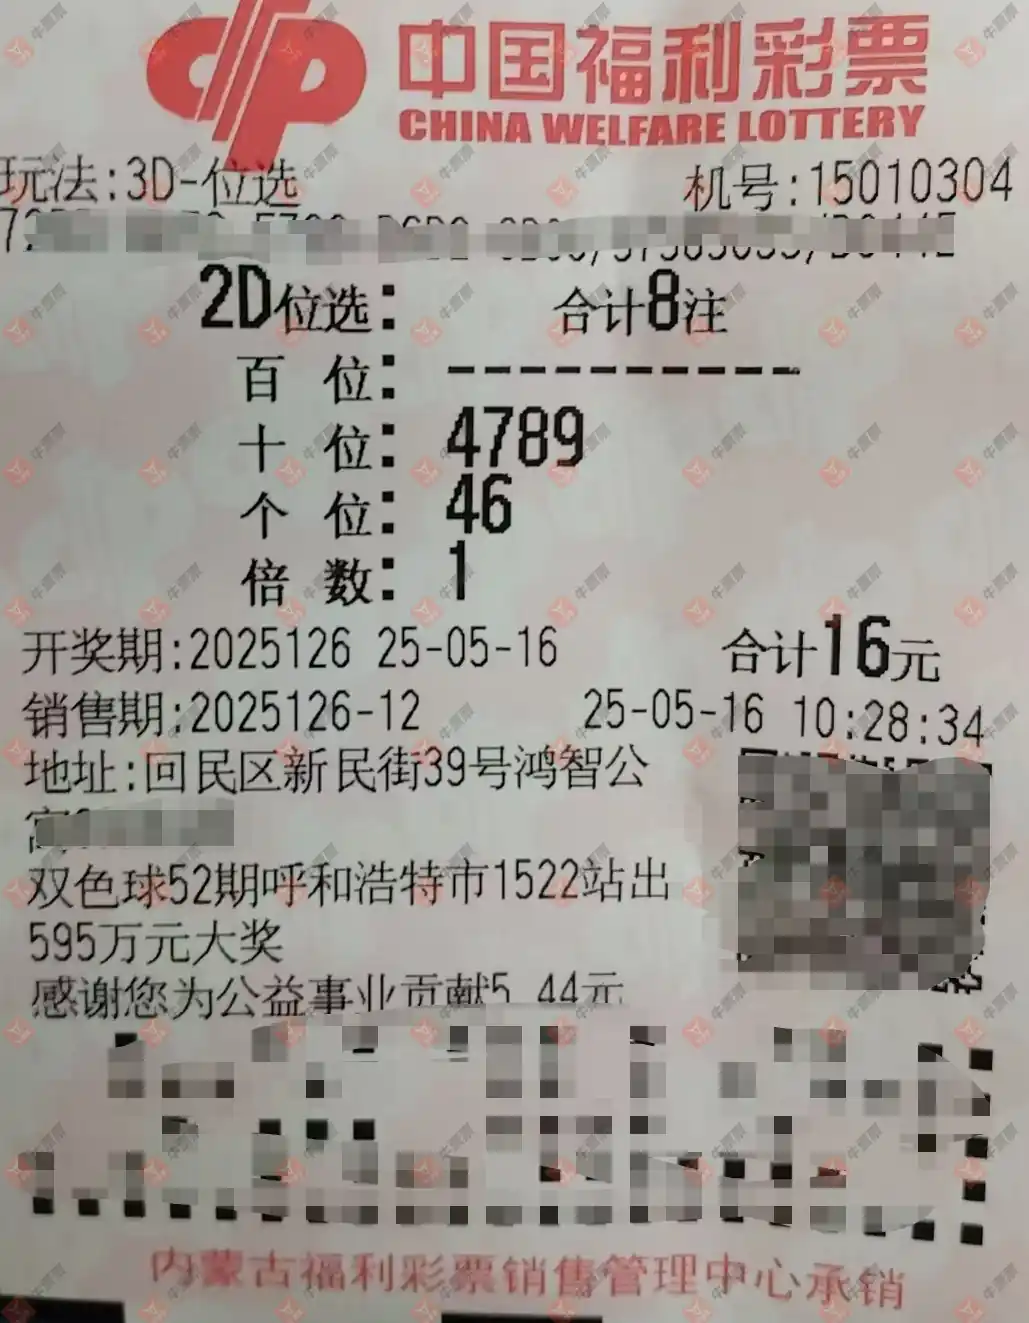 中国福利彩票
CHINA WELFARE LOTTERY
玩法:3D-位选 机号:15010304
2D位选: 合计8注
百 位: ----------
十 位: 4789
个 位: 46
倍 数: 1
开奖期:2025126 25-05-16 合计16元
销售期:2025126-12 25-05-16 10:28:34
地址:回民区新民街39号鸿智公
双色球52期呼和浩特市1522站出
595万元大奖
感谢您为公益事业贡献5.44元
内蒙古福利彩票销售管理中心承销